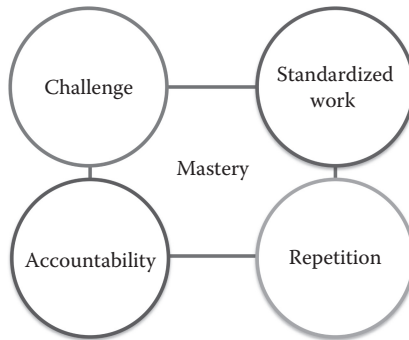 Challenge
Standardized
work
Mastery
Accountability
Repetition